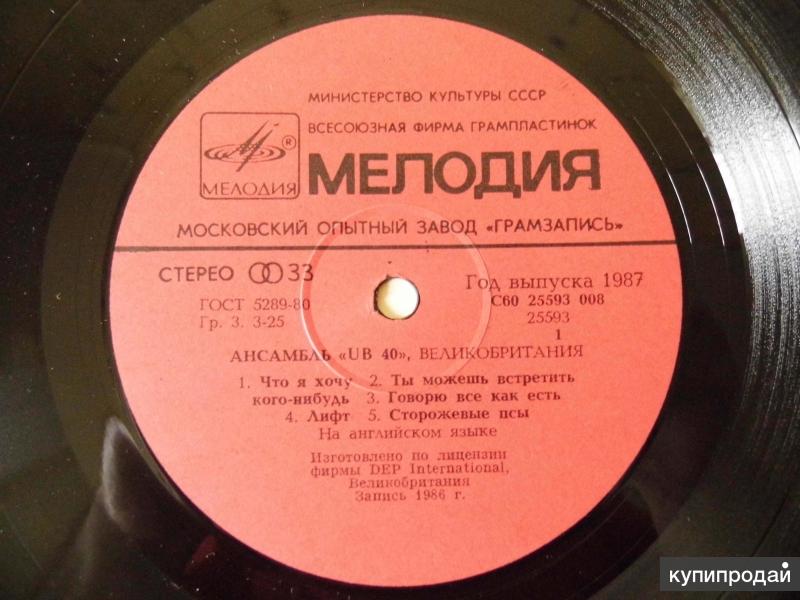 МИНИСТЕРСТВО КУЛЬТУРЫ СССР
ВСЕСОЮЗНАЯ ФИРМА ГРАМПЛАСТИНОК
®
МЕЛОДИЯ
МЕЛОДИЯ
МОСКОВСКИЙ ОПЫТНЫЙ ЗАВОД «ГРАМЗАПИСЬ»
СТЕРЕО 33
Год выпуска 1987
ГОСТ 5289-80
С60 25593 008
Гр. 3. 3-25
25593
1
АНСАМБЛЬ «UB 40», ВЕЛИКОБРИТАНИЯ
1. Что я хочу 2. Ты можешь встретить
кого-нибудь 3. Говорю все как есть
4. Лифт 5. Сторожевые псы
На английском языке
Изготовлено по лицензии
фирмы DEP International,
Великобритания
Запись 1986 г.
купипродай